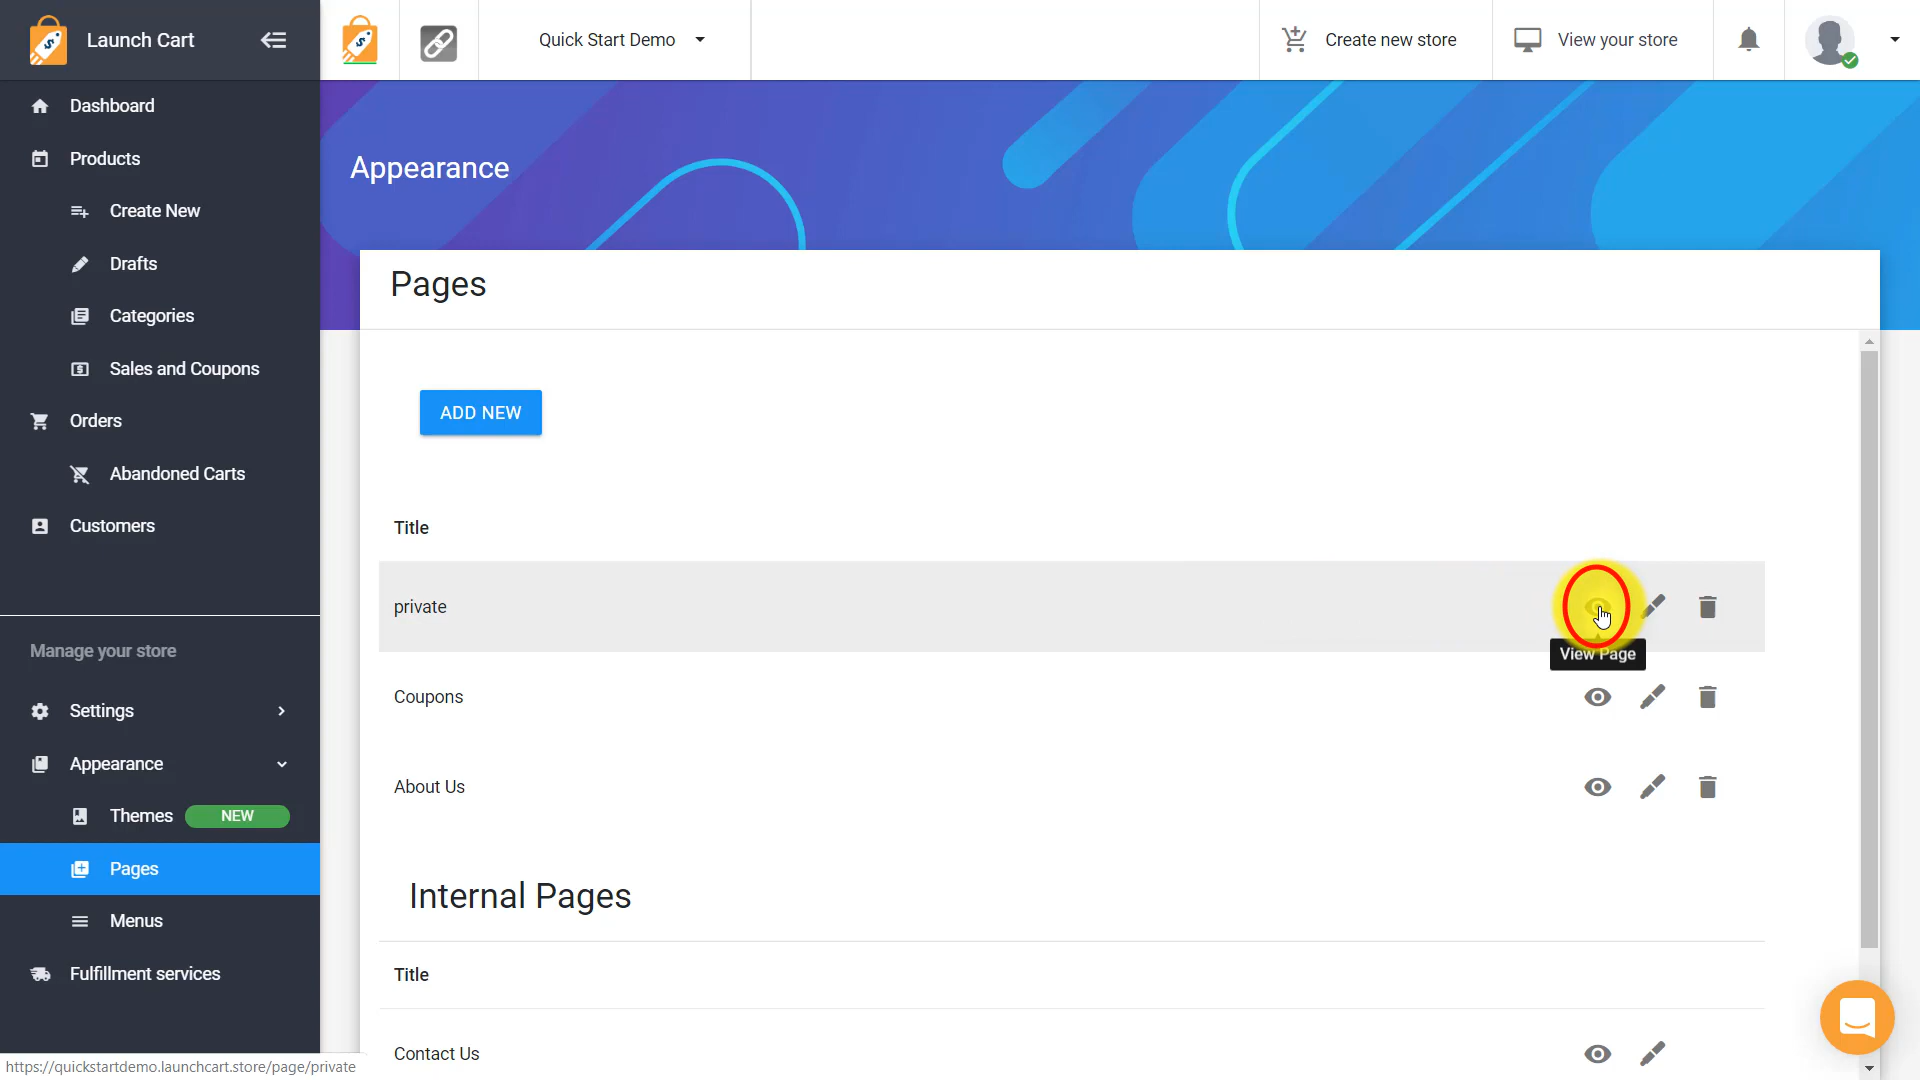 Launch Cart
Quick Start Demo
Create new store
View your store
Dashboard
Products
Create New
Drafts
Categories
Sales and Coupons
Orders
Abandoned Carts
Customers
Manage your store
Settings
Appearance
Themes NEW
Pages
Menus
Fulfillment services
Appearance
Pages
ADD NEW
Title
private
View Page
Coupons
About Us
Internal Pages
Title
Contact Us
https://quickstartdemo.launchcart.store/page/private